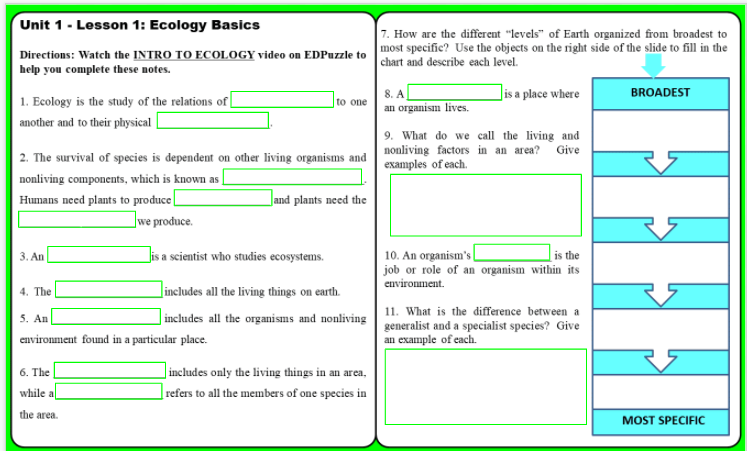 Unit 1 - Lesson 1: Ecology Basics
Directions: Watch the INTRO TO ECOLOGY video on EDPuzzle to
help you complete these notes.
1. Ecology is the study of the relations of to one
another and to their physical .
2. The survival of species is dependent on other living organisms and
nonliving components, which is known as .
Humans need plants to produce and plants need the
we produce.
3. An is a scientist who studies ecosystems.
4. The includes all the living things on earth.
5. An includes all the organisms and nonliving
environment found in a particular place.
6. The includes only the living things in an area,
while a refers to all the members of one species in
the area.
7. How are the different “levels” of Earth organized from broadest to
most specific? Use the objects on the right side of the slide to fill in the
chart and describe each level.
8. A is a place where
an organism lives.
9. What do we call the living and
nonliving factors in an area? Give
examples of each.
10. An organism’s is the
job or role of an organism within its
environment.
11. What is the difference between a
generalist and a specialist species? Give
an example of each.
BROADEST
MOST SPECIFIC